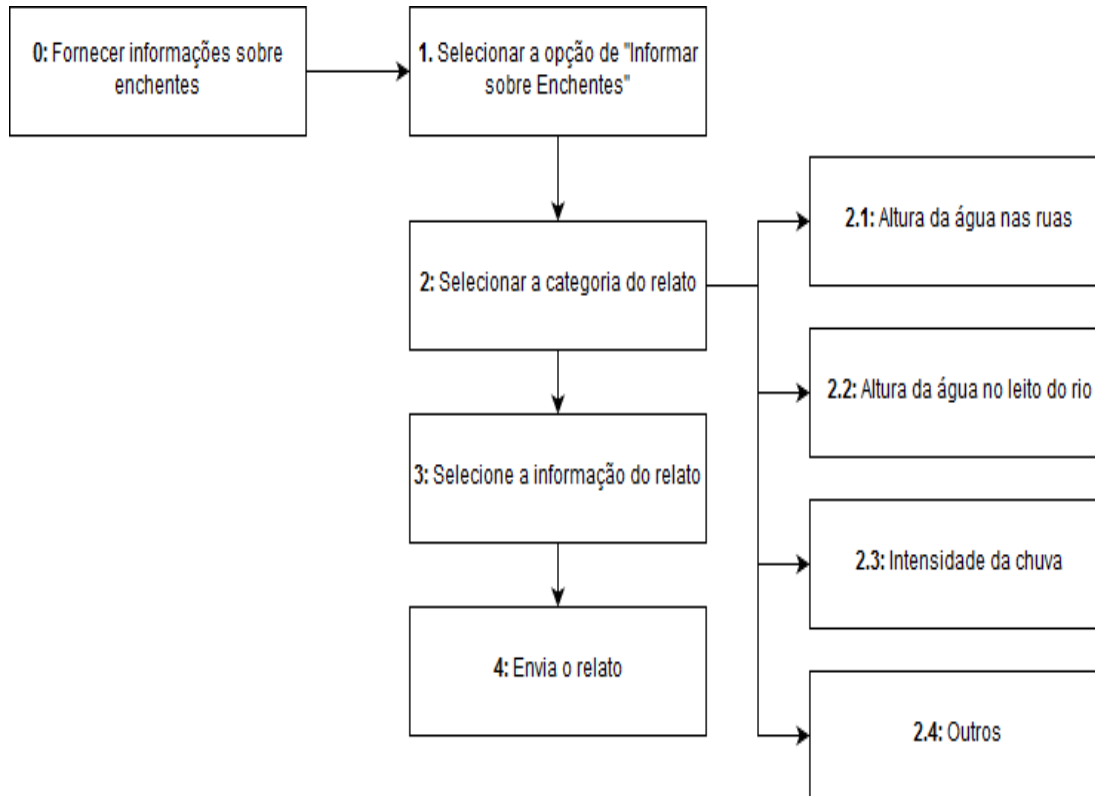 0: Fornecer informações sobre
enchentes
1. Selecionar a opção de "Informar
sobre Enchentes"
2: Selecionar a categoria do relato
2.1: Altura da água nas ruas
2.2: Altura da água no leito do rio
3: Selecione a informação do relato
2.3: Intensidade da chuva
4: Envia o relato
2.4: Outros